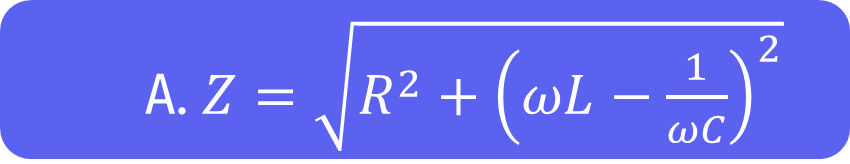 A. Z = √(R² + (ωL − 1/(ωC))²)